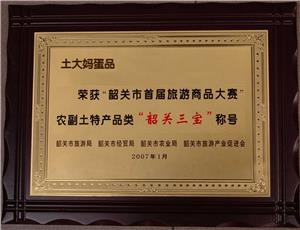 土大妈蛋品
荣获“韶关市首届旅游商品大赛”
农副土特产品类“韶关三宝”称号
韶关市旅游局 韶关市经贸局 韶关市农业局 韶关市旅游产业促进会
2007年1月